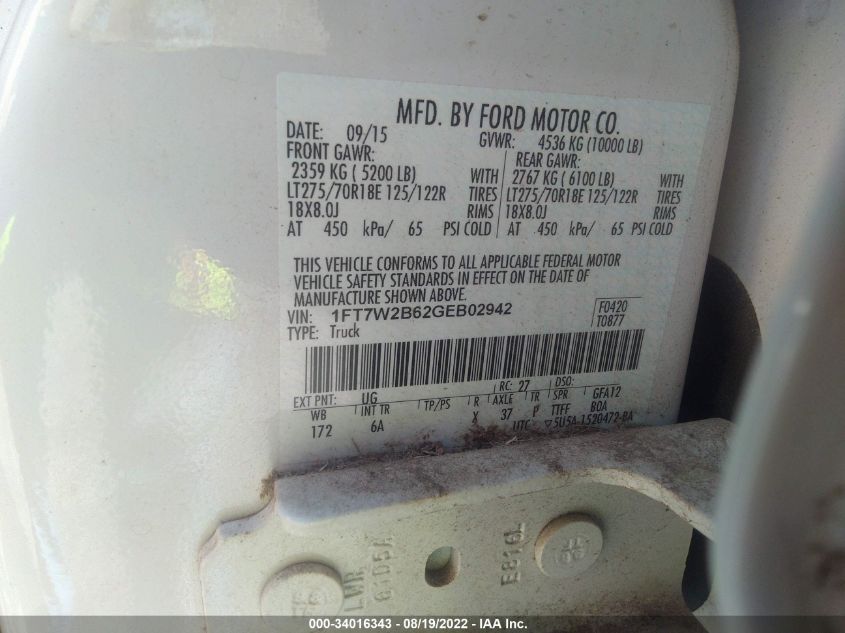 MFD. BY FORD MOTOR CO.
DATE: 09/15 GVWR: 4536 KG (10000 LB)
FRONT GAWR: REAR GAWR:
2359 KG ( 5200 LB) WITH 2767 KG ( 6100 LB) WITH
LT275/70R18E 125/122R TIRES LT275/70R18E 125/122R TIRES
18X8.0J RIMS 18X8.0J RIMS
AT 450 kPa/ 65 PSI COLD AT 450 kPa/ 65 PSI COLD
THIS VEHICLE CONFORMS TO ALL APPLICABLE FEDERAL MOTOR
VEHICLE SAFETY STANDARDS IN EFFECT ON THE DATE OF
MANUFACTURE SHOWN ABOVE.
VIN: 1FT7W2B62GEB02942 F0420
TYPE: Truck T0877
EXT PNT: UG RC: 27 DSO:
WB INT TR TP/PS R AXLE TR SPR GFA12
172 6A X 37 P TTFF BOA
UTC ▽5U5A-1520472-BA
LWR
E816L
000-34016343 - 08/19/2022 - IAA Inc.